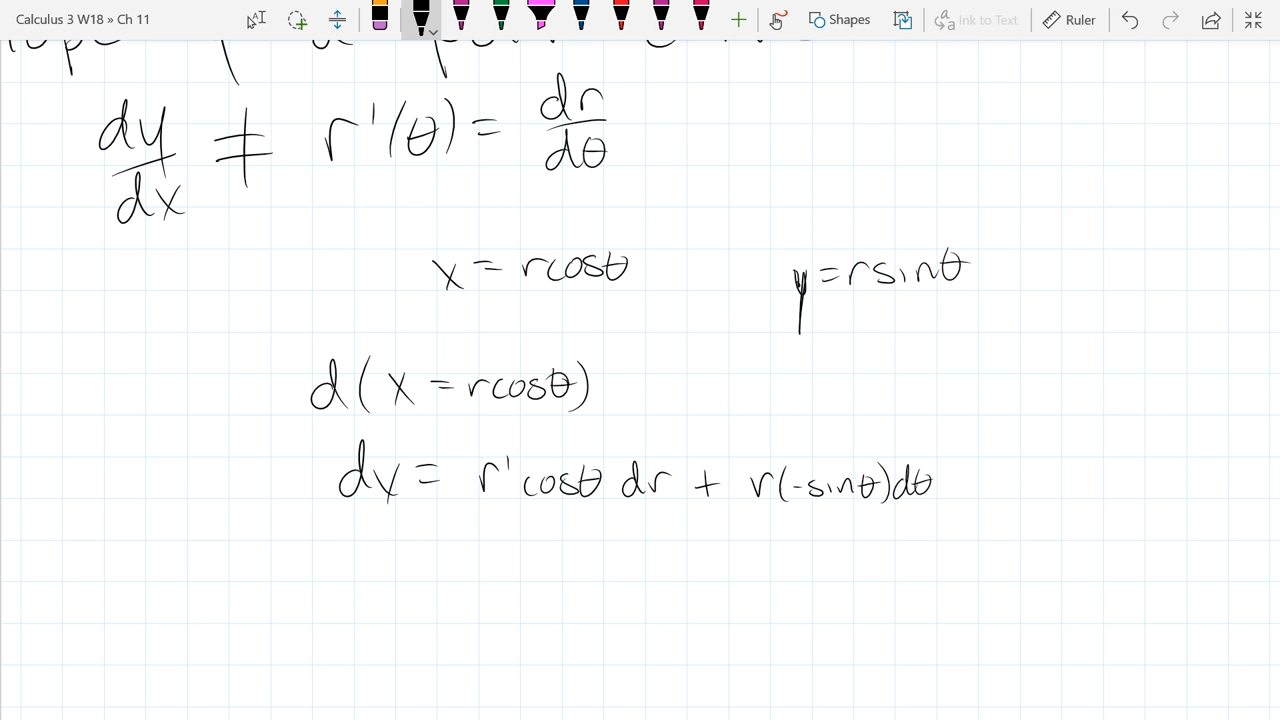 Calculus 3 W18 » Ch 11
Shapes
Ink to Text
Ruler
dy/dx ≠ r'(θ) = dr/dθ
x = rcosθ
y = rsinθ
d(x = rcosθ)
dx = r'cosθ dr + r(-sinθ)dθ